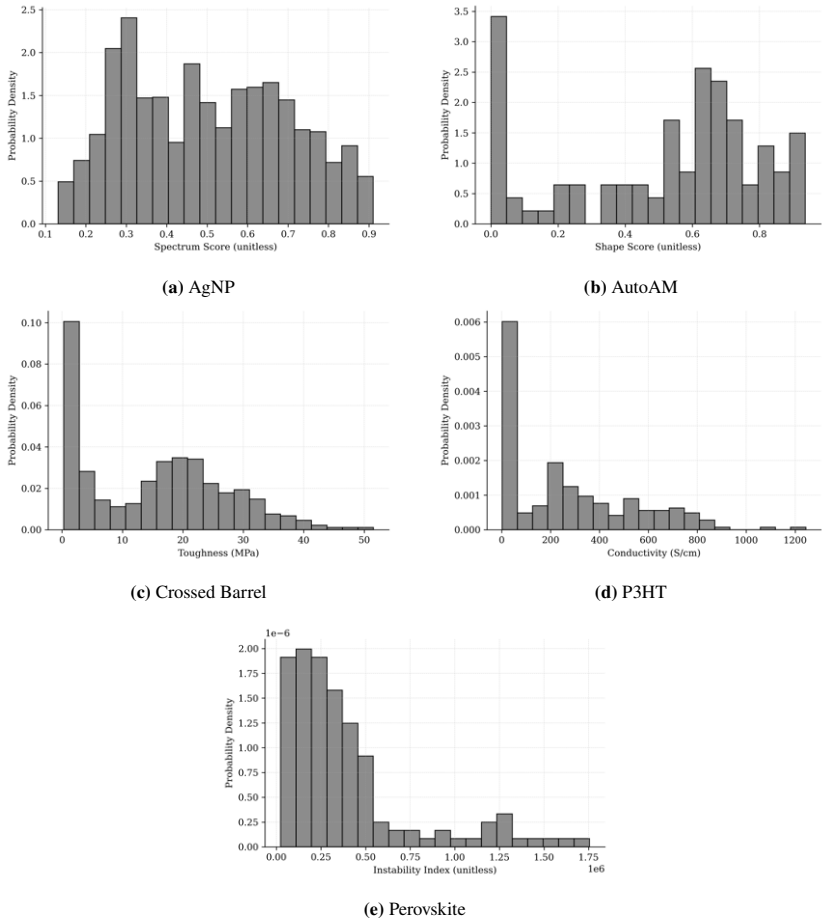 2.5
2.0
1.5
1.0
0.5
0.0
Probability Density
0.1 0.2 0.3 0.4 0.5 0.6 0.7 0.8 0.9
Spectrum Score (unitless)
(a) AgNP
3.5
3.0
2.5
2.0
1.5
1.0
0.5
0.0
Probability Density
0.0 0.2 0.4 0.6 0.8
Shape Score (unitless)
(b) AutoAM
0.10
0.08
0.06
0.04
0.02
0.00
Probability Density
0 10 20 30 40 50
Toughness (MPa)
(c) Crossed Barrel
0.006
0.005
0.004
0.003
0.002
0.001
0.000
Probability Density
0 200 400 600 800 1000 1200
Conductivity (S/cm)
(d) P3HT
1e−6
2.00
1.75
1.50
1.25
1.00
0.75
0.50
0.25
0.00
Probability Density
0.00 0.25 0.50 0.75 1.00 1.25 1.50 1.75
Instability Index (unitless)
1e6
(e) Perovskite